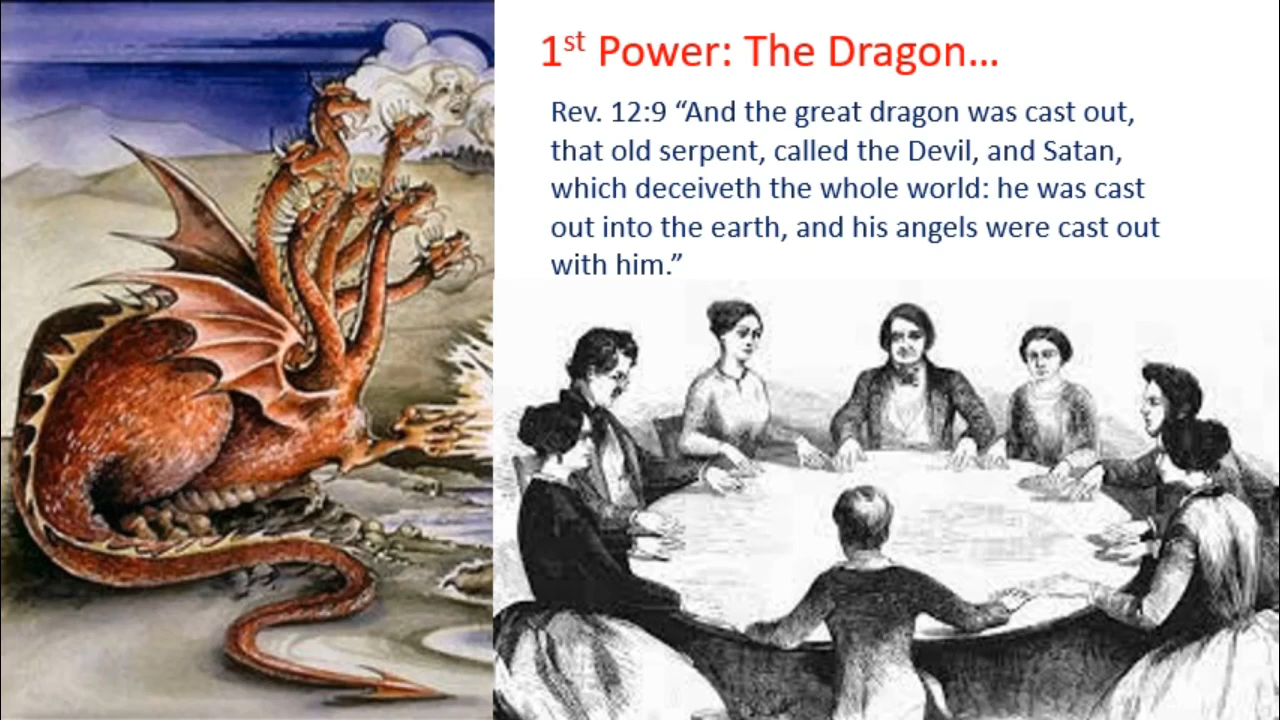 1st Power: The Dragon...
Rev. 12:9 “And the great dragon was cast out,
that old serpent, called the Devil, and Satan,
which deceiveth the whole world: he was cast
out into the earth, and his angels were cast out
with him.”